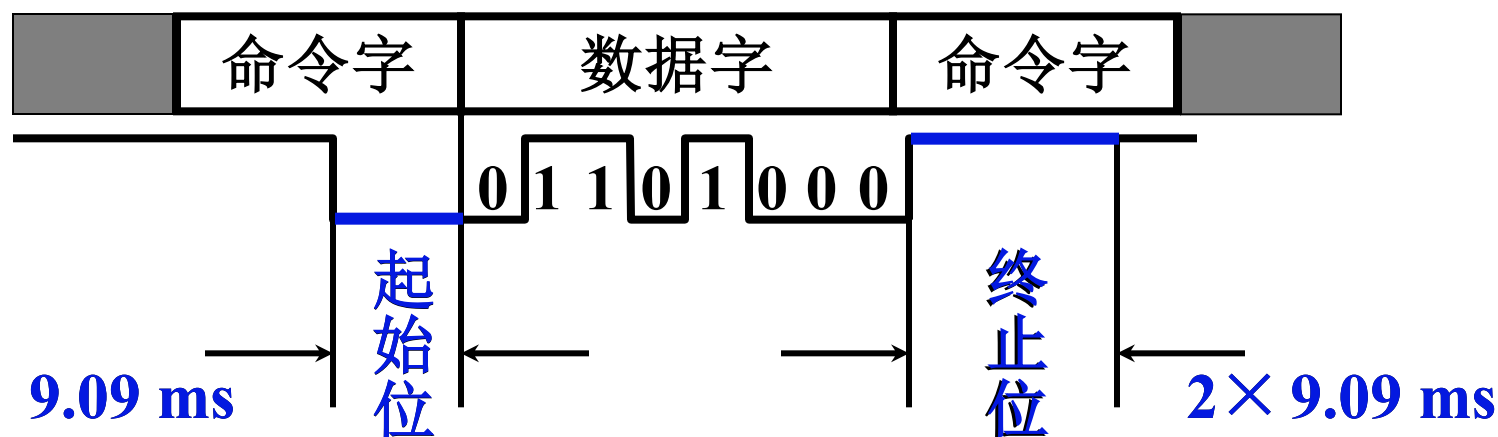 命令字 数据字 命令字
0 1 1 0 1 0 0 0
起始位
终止位
9.09 ms
2× 9.09 ms